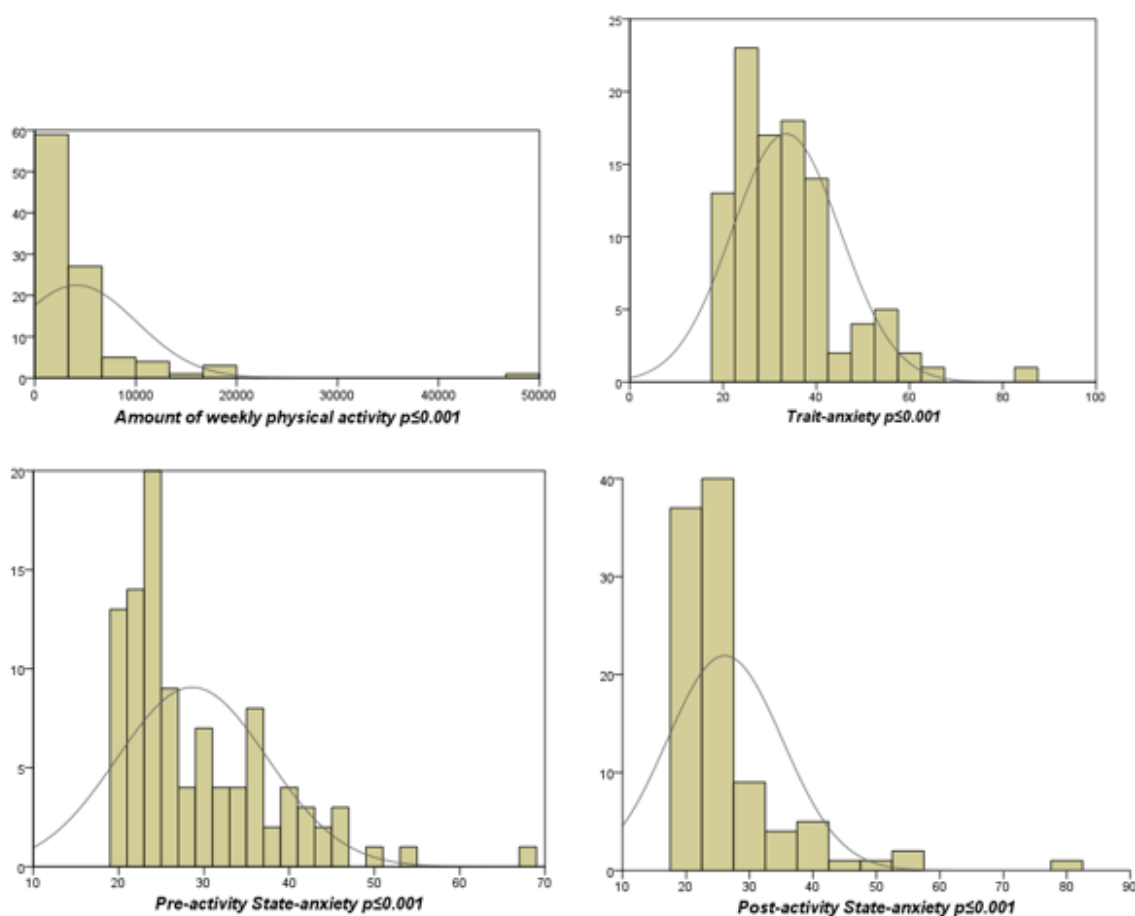 60
50
40
30
20
10
0
0 10000 20000 30000 40000 50000
Amount of weekly physical activity p≤0.001
25
20
15
10
5
0
0 20 40 60 80 100
Trait-anxiety p≤0.001
20
15
10
5
0
10 20 30 40 50 60 70
Pre-activity State-anxiety p≤0.001
40
30
20
10
0
10 20 30 40 50 60 70 80 90
Post-activity State-anxiety p≤0.001